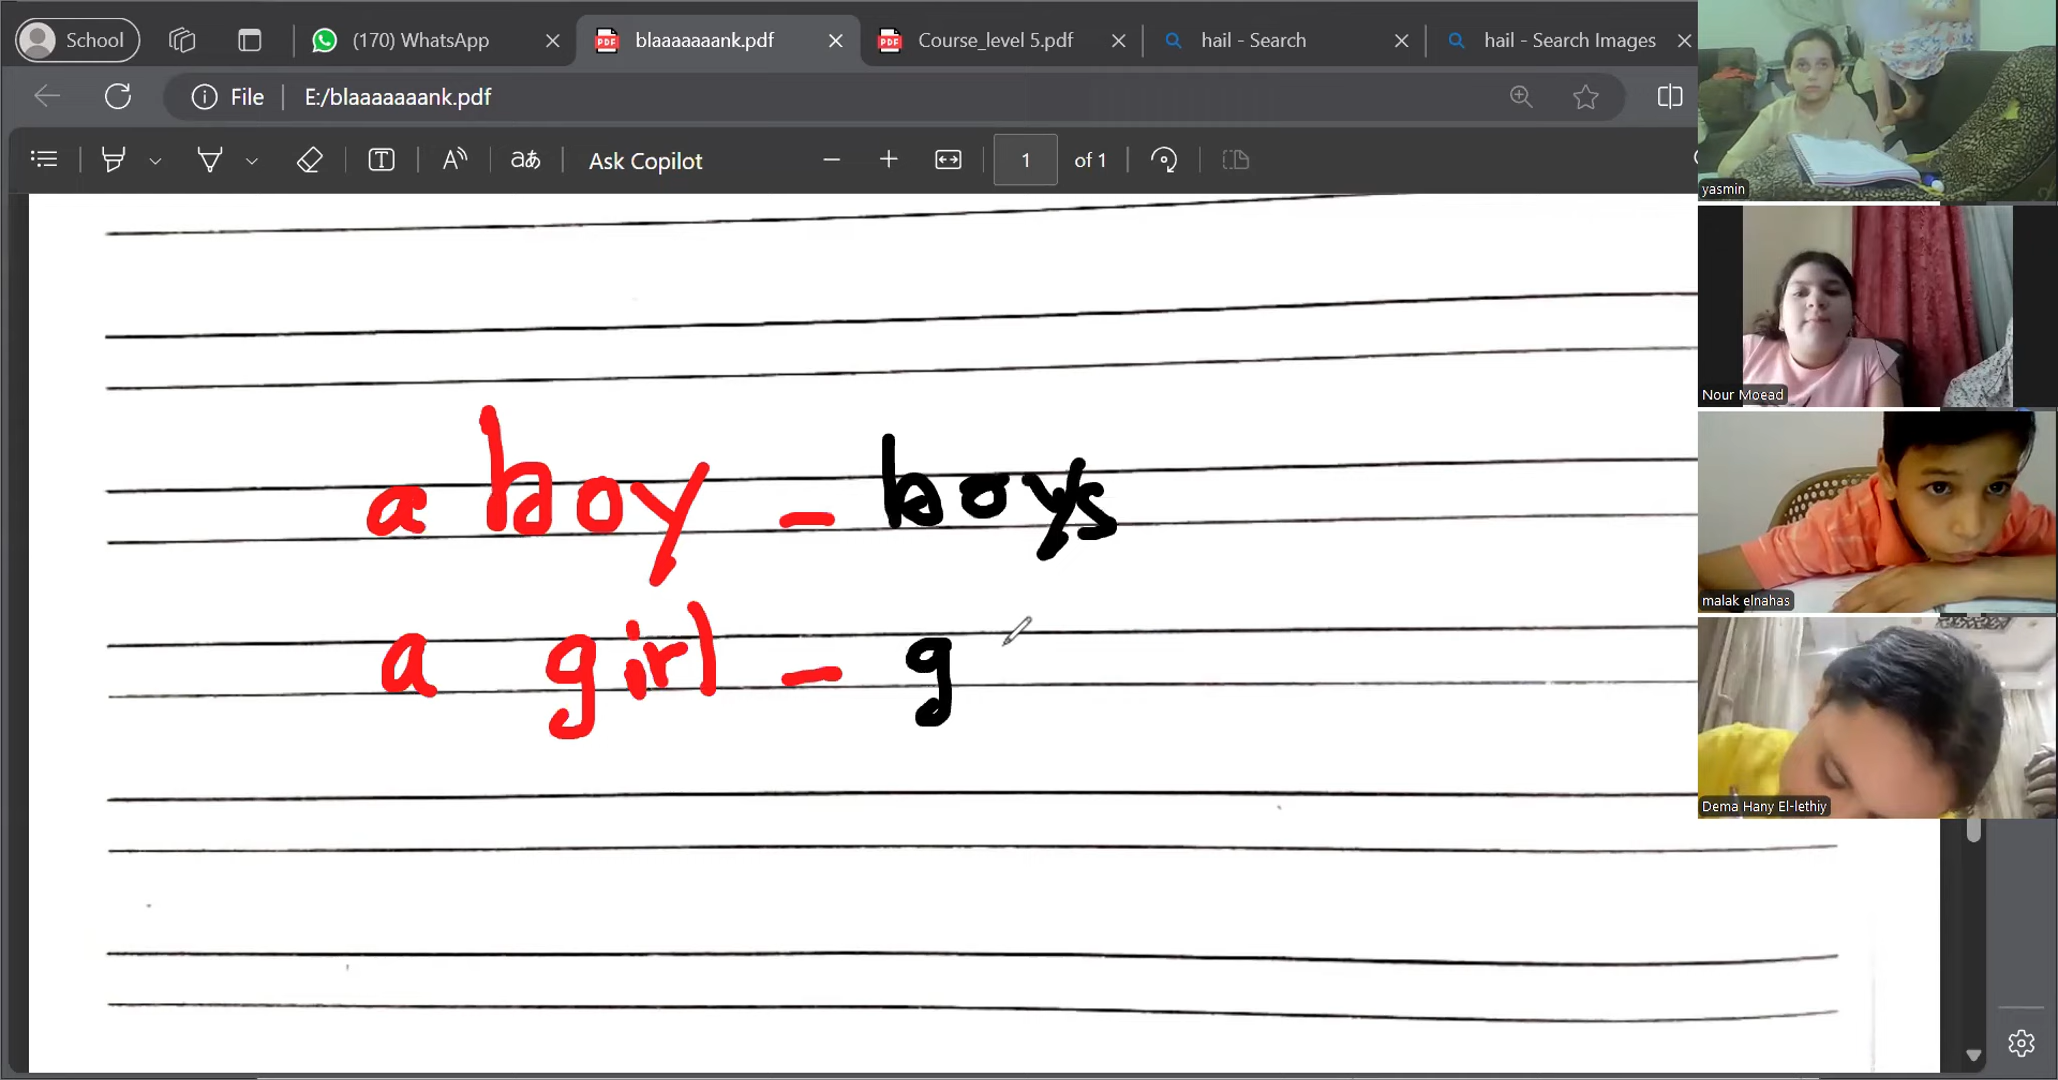 School (170) WhatsApp blaaaaaaank.pdf Course_level 5.pdf hail - Search hail - Search Images
File E:/blaaaaaaank.pdf
Ask Copilot 1 of 1
yasmin
Nour Moead
a boy - boys
malak elnahas
a girl - g
Dema Hany El-lethiy